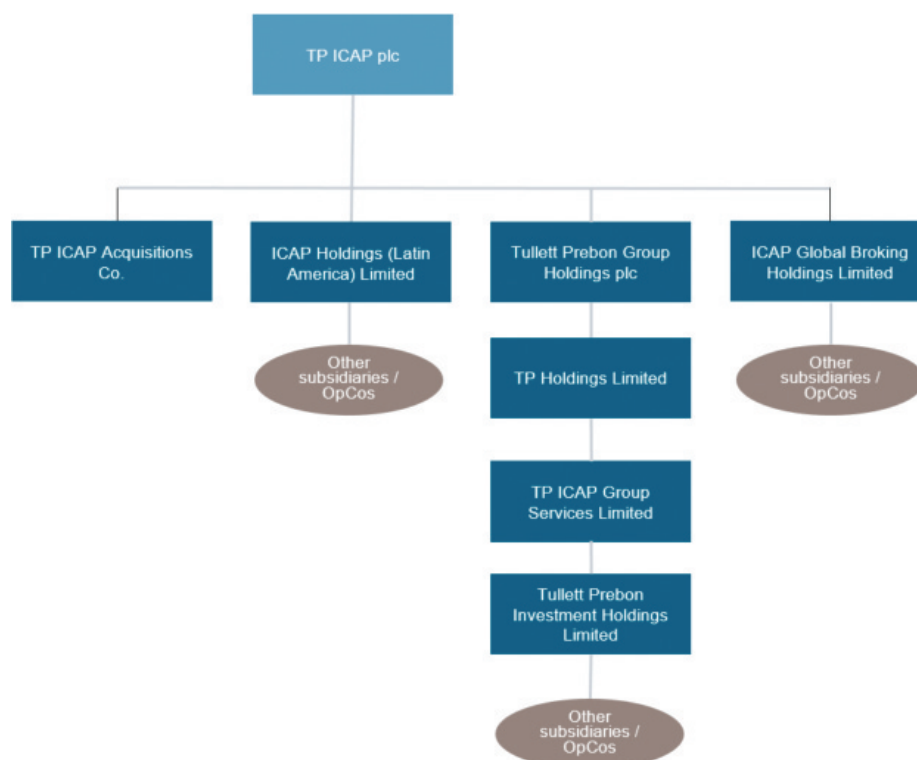 TP ICAP plc
TP ICAP Acquisitions
Co.
ICAP Holdings (Latin
America) Limited
Tullett Prebon Group
Holdings plc
ICAP Global Broking
Holdings Limited
Other
subsidiaries /
OpCos
TP Holdings Limited
Other
subsidiaries /
OpCos
TP ICAP Group
Services Limited
Tullett Prebon
Investment Holdings
Limited
Other
subsidiaries /
OpCos